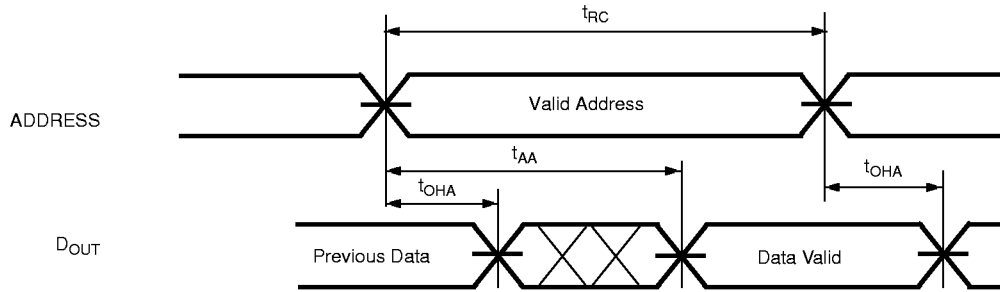 tRC
Valid Address
ADDRESS
tAA
tOHA
tOHA
DOUT
Previous Data
Data Valid